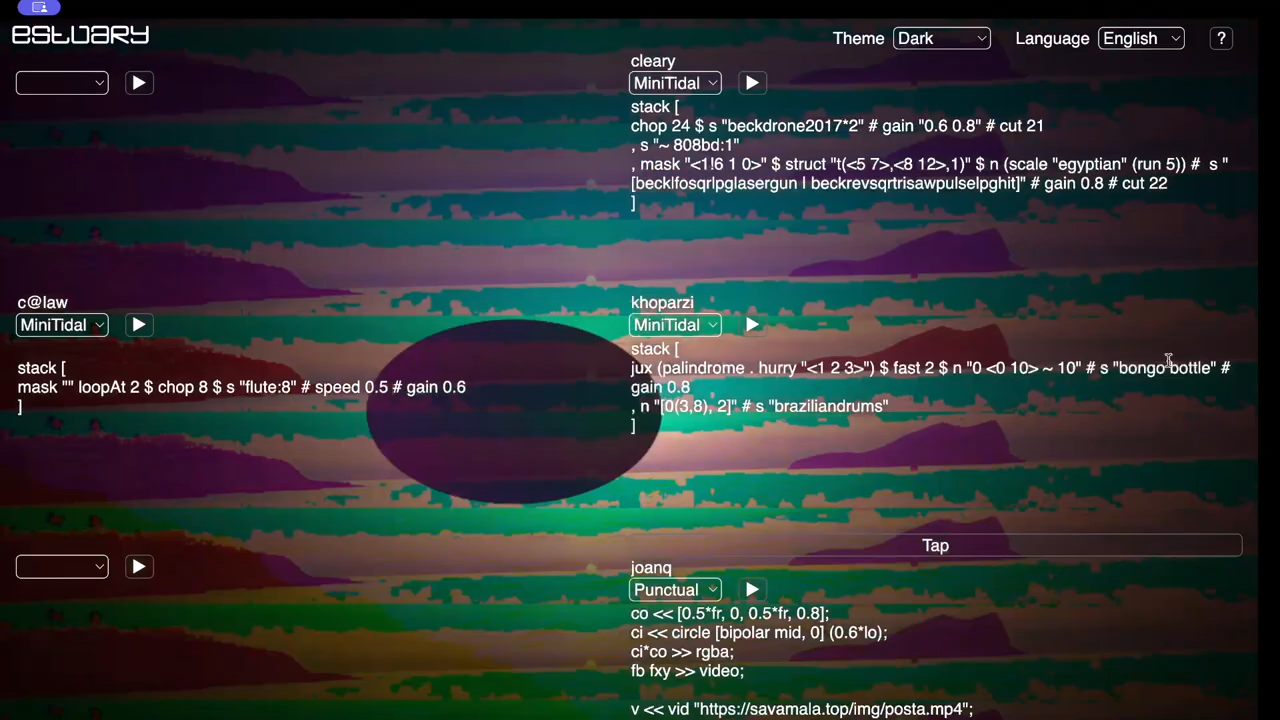 estuary
Theme Dark Language English ?
cleary
MiniTidal
stack [
chop 24 $ s "beckdrone2017*2" # gain "0.6 0.8" # cut 21
, s "~ 808bd:1"
, mask "<1!6 1 0>" $ struct "t(<5 7>,<8 12>,1)" $ n (scale "egyptian" (run 5)) # s "
[becklfosqrlpglasergun | beckrevsqrtrisawpulselpghit]" # gain 0.8 # cut 22
]
c@law
MiniTidal
stack [
mask "" loopAt 2 $ chop 8 $ s "flute:8" # speed 0.5 # gain 0.6
]
khoparzi
MiniTidal
stack [
jux (palindrome . hurry "<1 2 3>") $ fast 2 $ n "0 <0 10> ~ 10" # s "bongo bottle" #
gain 0.8
, n "[0(3,8), 2]" # s "braziliandrums"
]
Tap
joanq
Punctual
co << [0.5*fr, 0, 0.5*fr, 0.8];
ci << circle [bipolar mid, 0] (0.6*lo);
ci*co >> rgba;
fb fxy >> video;
v << vid "https://savamala.top/img/posta.mp4";